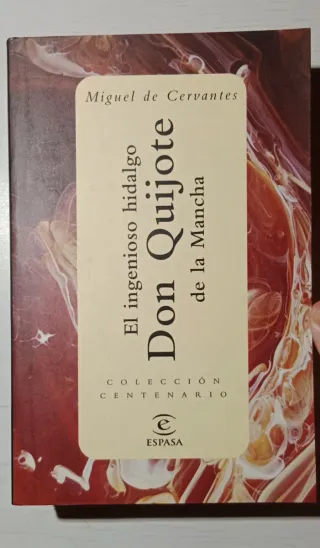 Miguel de Cervantes
El ingenioso hidalgo
Don Quijote
de la Mancha
COLECCIÓN
CENTENARIO
e
ESPASA